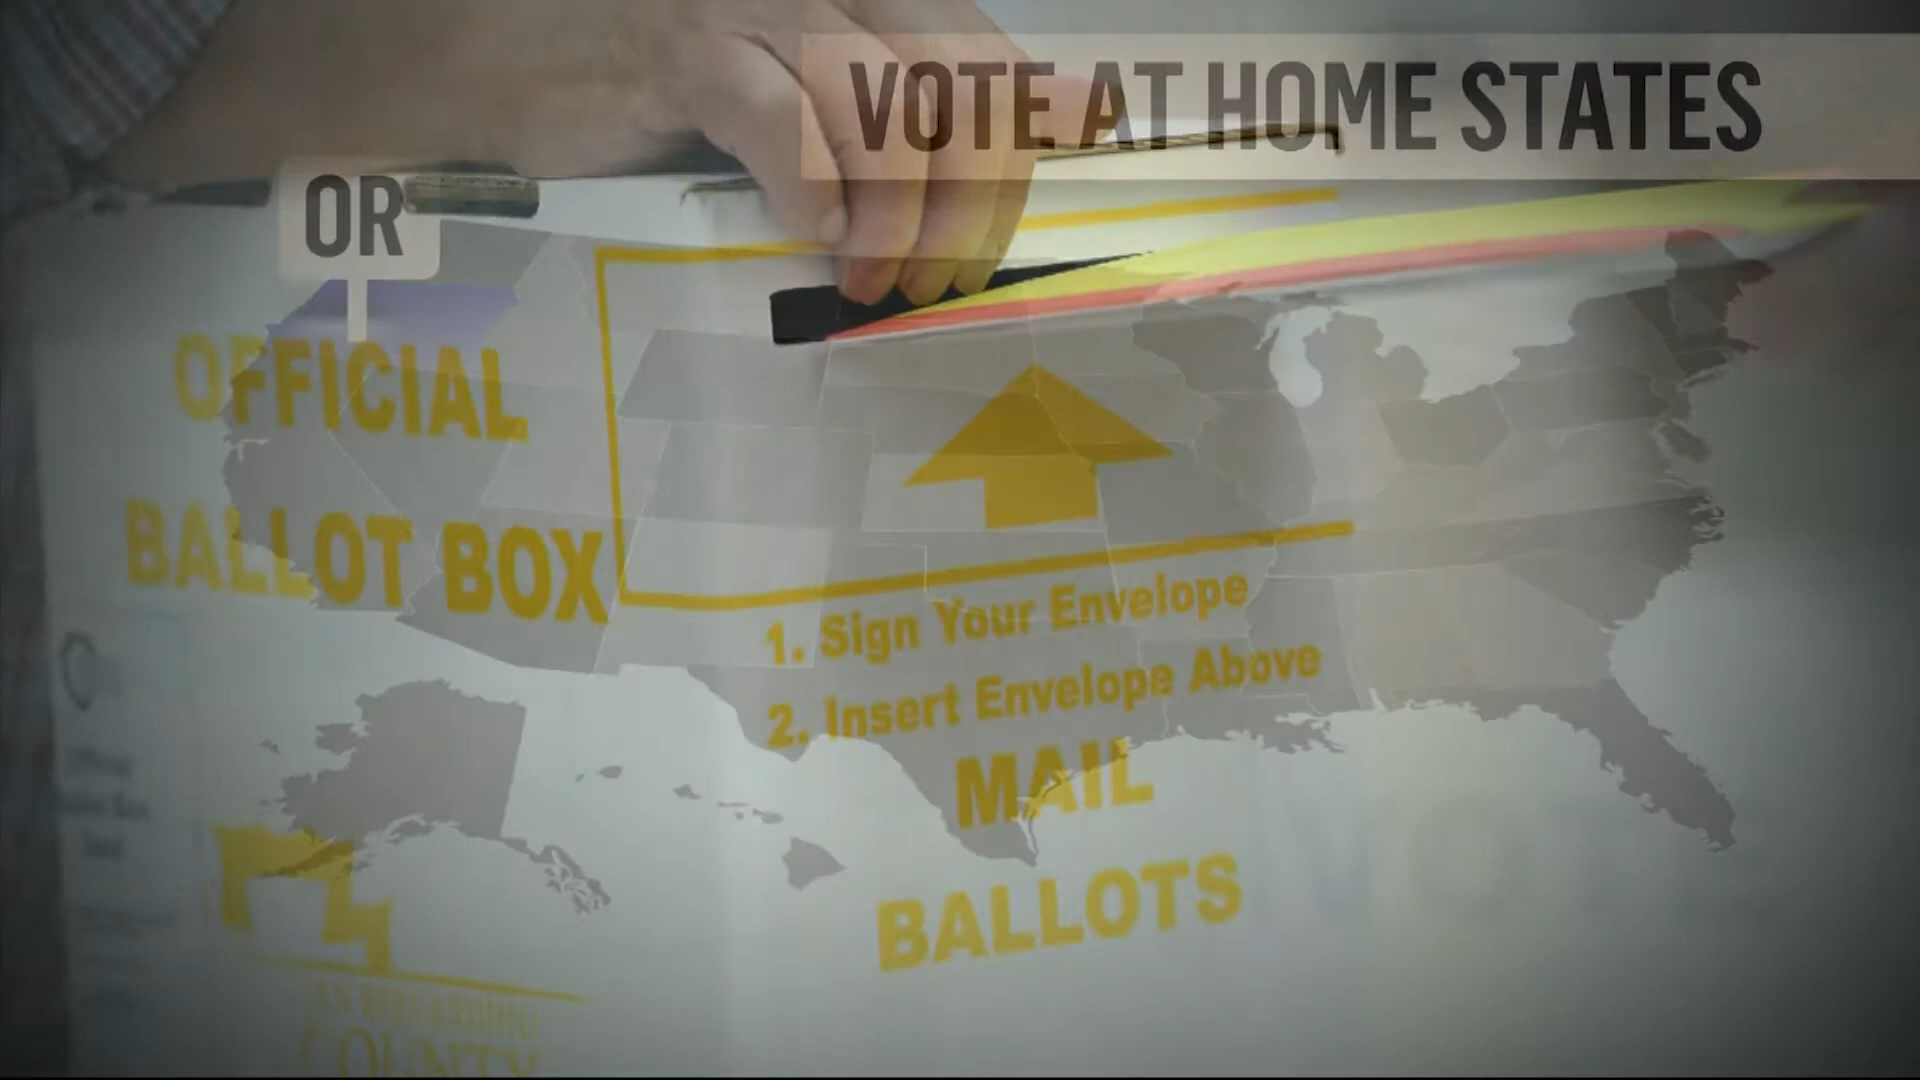 VOTE AT HOME STATES
OR
OFFICIAL
BALLOT BOX
1. Sign Your Envelope
2. Insert Envelope Above
MAIL
BALLOTS
COUNTY